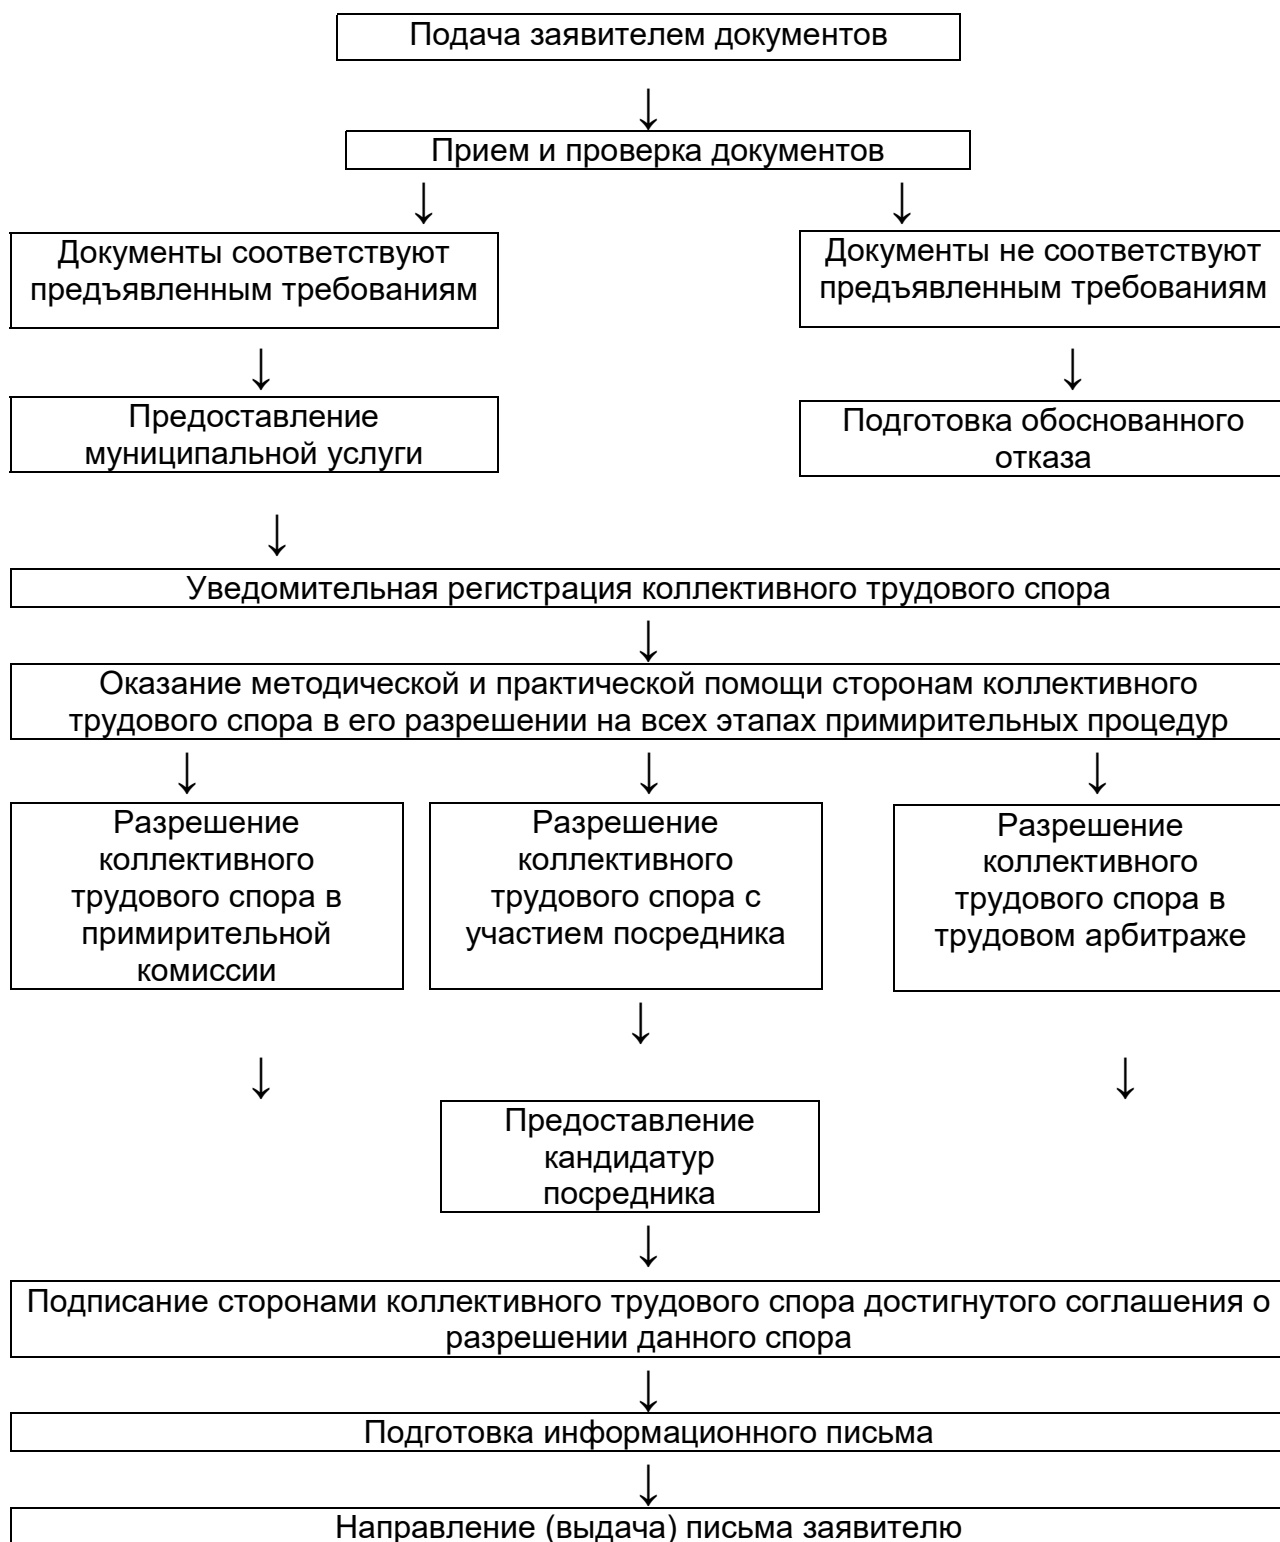 Подача заявителем документов
Прием и проверка документов
Документы соответствуют
предъявленным требованиям
Документы не соответствуют
предъявленным требованиям
Предоставление
муниципальной услуги
Подготовка обоснованного
отказа
Уведомительная регистрация коллективного трудового спора
Оказание методической и практической помощи сторонам коллективного
трудового спора в его разрешении на всех этапах примирительных процедур
Разрешение
коллективного
трудового спора в
примирительной
комиссии
Разрешение
коллективного
трудового спора с
участием посредника
Разрешение
коллективного
трудового спора в
трудовом арбитраже
Предоставление
кандидатур
посредника
Подписание сторонами коллективного трудового спора достигнутого соглашения о
разрешении данного спора
Подготовка информационного письма
Направление (выдача) письма заявителю